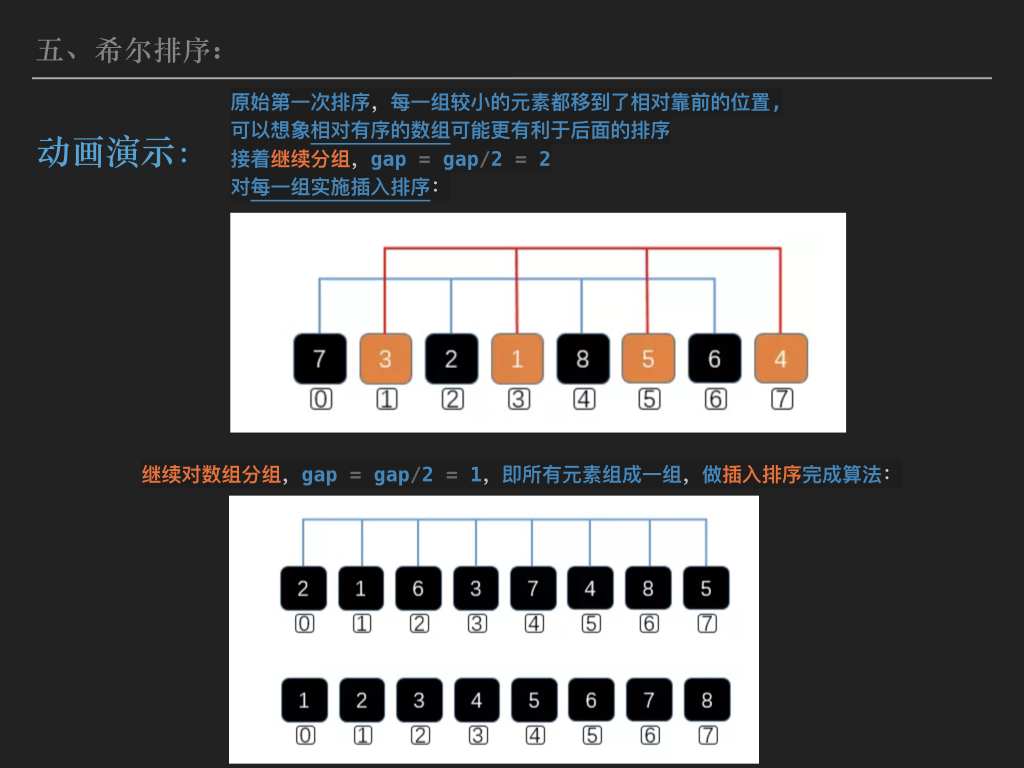 五、希尔排序:
原始第一次排序，每一组较小的元素都移到了相对靠前的位置,
可以想象相对有序的数组可能更有利于后面的排序
动画演示:
接着继续分组，gap = gap/2 = 2
对每一组实施插入排序:
7 3 2 1 8 5 6 4
0 1 2 3 4 5 6 7
继续对数组分组，gap = gap/2 = 1，即所有元素组成一组，做插入排序完成算法:
2 1 6 3 7 4 8 5
0 1 2 3 4 5 6 7
1 2 3 4 5 6 7 8
0 1 2 3 4 5 6 7